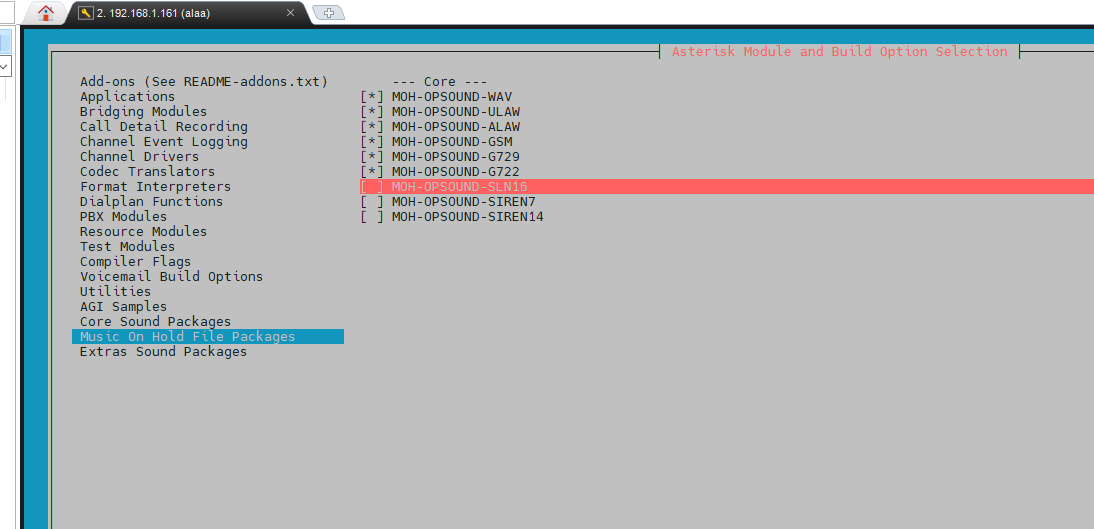 2. 192.168.1.161 (alaa)
Asterisk Module and Build Option Selection
Add-ons (See README-addons.txt)
Applications
Bridging Modules
Call Detail Recording
Channel Event Logging
Channel Drivers
Codec Translators
Format Interpreters
Dialplan Functions
PBX Modules
Resource Modules
Test Modules
Compiler Flags
Voicemail Build Options
Utilities
AGI Samples
Core Sound Packages
Music On Hold File Packages
Extras Sound Packages
--- Core ---
[*] MOH-OPSOUND-WAV
[*] MOH-OPSOUND-ULAW
[*] MOH-OPSOUND-ALAW
[*] MOH-OPSOUND-GSM
[*] MOH-OPSOUND-G729
[*] MOH-OPSOUND-G722
[ ] MOH-OPSOUND-SLN16
[ ] MOH-OPSOUND-SIREN7
[ ] MOH-OPSOUND-SIREN14